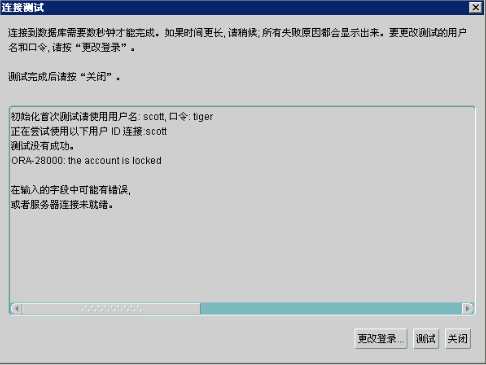 连接测试
连接到数据库需要数秒钟才能完成。如果时间更长, 请稍候; 所有失败原因都会显示出来。要更改测试的用户
名和口令, 请按 “更改登录” 。
测试完成后请按 “关闭” 。
初始化首次测试请使用用户名: scott, 口令: tiger
正在尝试使用以下用户 ID 连接:scott
测试没有成功。
ORA-28000: the account is locked
在输入的字段中可能有错误,
或者服务器连接未就绪。
更改登录... 测试 关闭